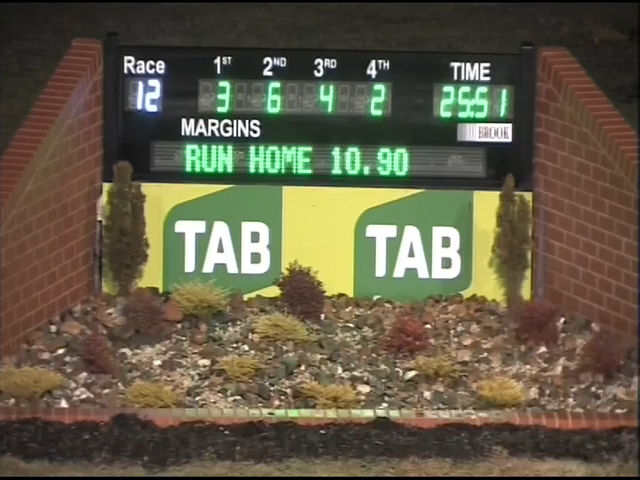 Race 1ST 2ND 3RD 4TH TIME
12 3 6 4 2 25:51
MARGINS BROOK
RUN HOME 10.90
TAB TAB